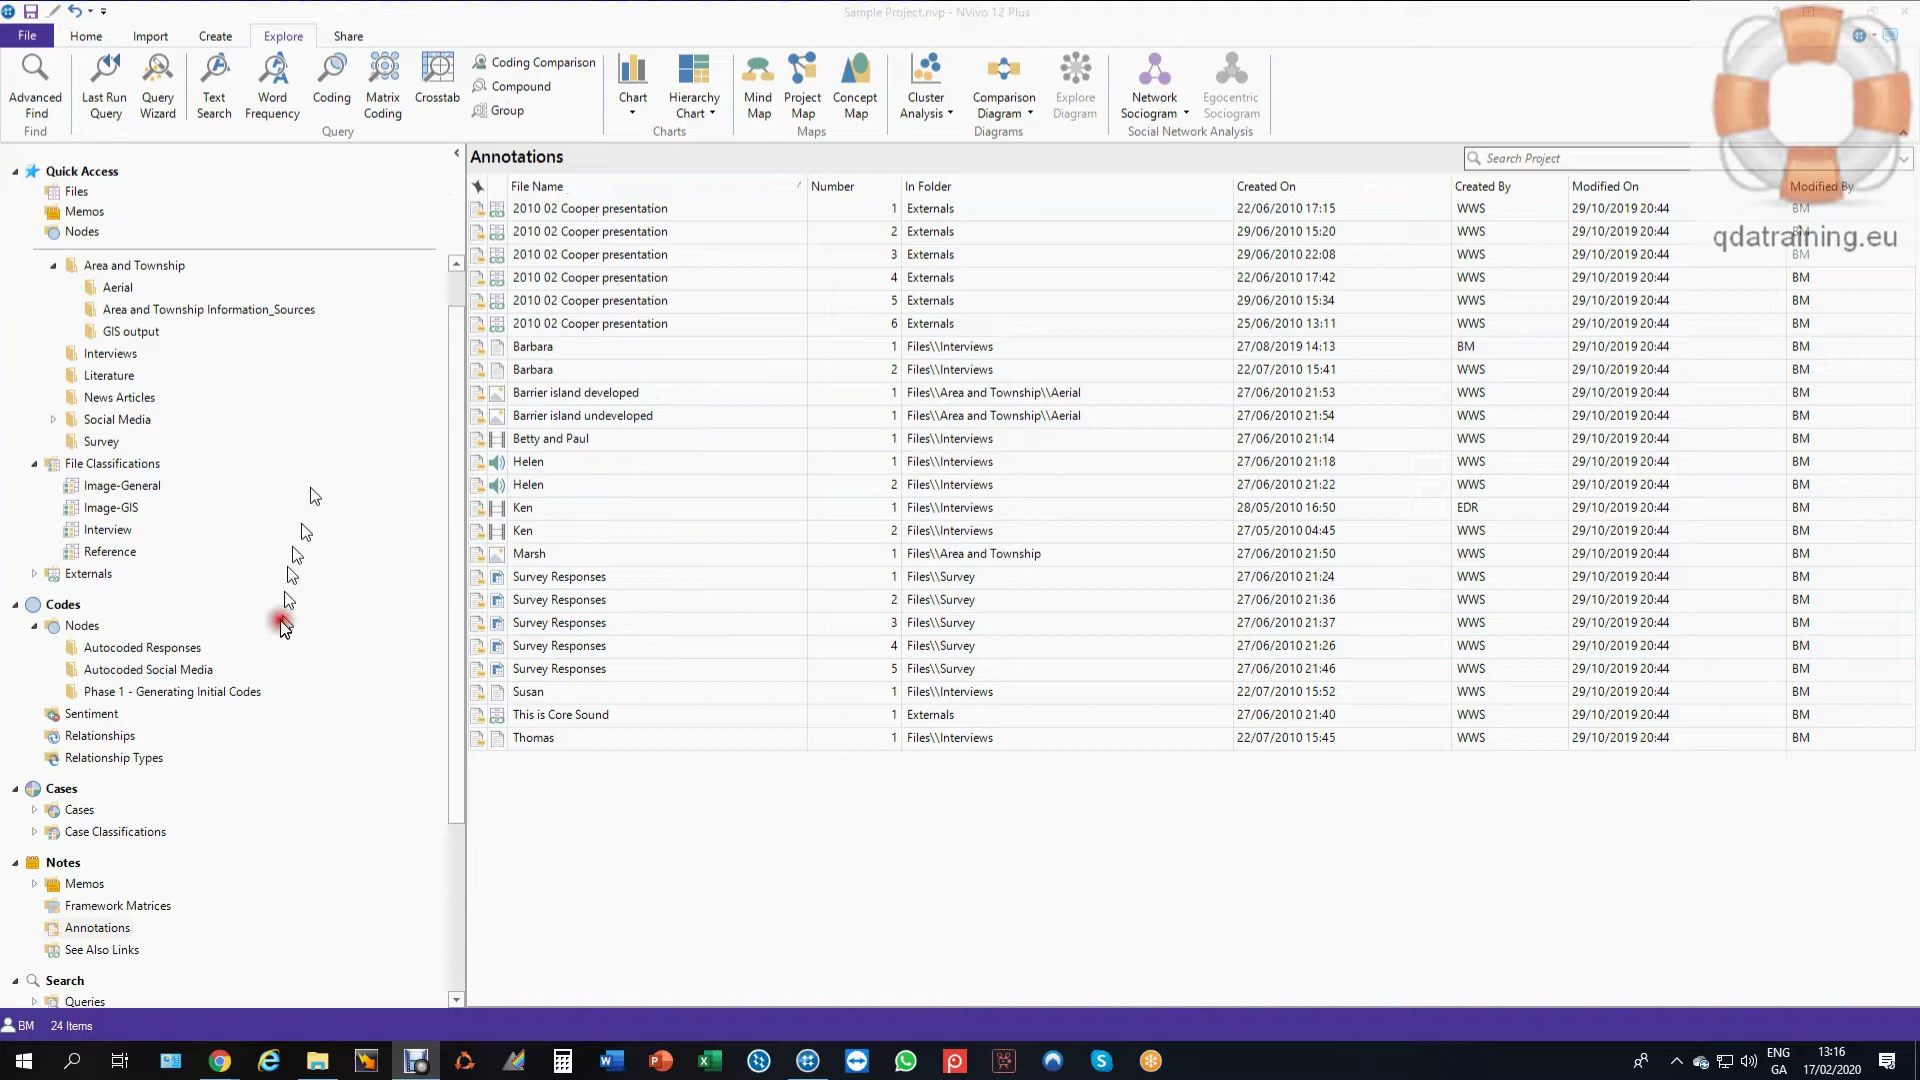 Sample Project.nvp - NVivo 12 Plus
File Home Import Create Explore Share
Advanced Find
Last Run Query
Query Wizard
Text Search
Word Frequency
Coding
Matrix Coding
Crosstab
Coding Comparison
Compound
Group
Chart
Hierarchy Chart
Mind Map
Project Map
Concept Map
Cluster Analysis
Comparison Diagram
Explore Diagram
Network Sociogram
Egocentric Sociogram
Find Query Charts Maps Diagrams Social Network Analysis
qdatraining.eu
Quick Access
Files
Memos
Nodes
Area and Township
Aerial
Area and Township Information_Sources
GIS output
Interviews
Literature
News Articles
Social Media
Survey
File Classifications
Image-General
Image-GIS
Interview
Reference
Externals
Codes
Nodes
Autocoded Responses
Autocoded Social Media
Phase 1 - Generating Initial Codes
Sentiment
Relationships
Relationship Types
Cases
Cases
Case Classifications
Notes
Memos
Framework Matrices
Annotations
See Also Links
Search
Queries
Annotations
Search Project
File Name Number In Folder Created On Created By Modified On Modified By
2010 02 Cooper presentation 1 Externals 22/06/2010 17:15 WWS 29/10/2019 20:44 BM
2010 02 Cooper presentation 2 Externals 29/06/2010 15:20 WWS 29/10/2019 20:44 BM
2010 02 Cooper presentation 3 Externals 29/06/2010 22:08 WWS 29/10/2019 20:44 BM
2010 02 Cooper presentation 4 Externals 22/06/2010 17:42 WWS 29/10/2019 20:44 BM
2010 02 Cooper presentation 5 Externals 29/06/2010 15:34 WWS 29/10/2019 20:44 BM
2010 02 Cooper presentation 6 Externals 25/06/2010 13:11 WWS 29/10/2019 20:44 BM
Barbara 1 Files\\Interviews 27/08/2019 14:13 BM 29/10/2019 20:44 BM
Barbara 2 Files\\Interviews 22/07/2010 15:41 WWS 29/10/2019 20:44 BM
Barrier island developed 1 Files\\Area and Township\\Aerial 27/06/2010 21:53 WWS 29/10/2019 20:44 BM
Barrier island undeveloped 1 Files\\Area and Township\\Aerial 27/06/2010 21:54 WWS 29/10/2019 20:44 BM
Betty and Paul 1 Files\\Interviews 27/06/2010 21:14 WWS 29/10/2019 20:44 BM
Helen 1 Files\\Interviews 27/06/2010 21:18 WWS 29/10/2019 20:44 BM
Helen 2 Files\\Interviews 27/06/2010 21:22 WWS 29/10/2019 20:44 BM
Ken 1 Files\\Interviews 28/05/2010 16:50 EDR 29/10/2019 20:44 BM
Ken 2 Files\\Interviews 27/05/2010 04:45 WWS 29/10/2019 20:44 BM
Marsh 1 Files\\Area and Township 27/06/2010 21:50 WWS 29/10/2019 20:44 BM
Survey Responses 1 Files\\Survey 27/06/2010 21:24 WWS 29/10/2019 20:44 BM
Survey Responses 2 Files\\Survey 27/06/2010 21:36 WWS 29/10/2019 20:44 BM
Survey Responses 3 Files\\Survey 27/06/2010 21:37 WWS 29/10/2019 20:44 BM
Survey Responses 4 Files\\Survey 27/06/2010 21:26 WWS 29/10/2019 20:44 BM
Survey Responses 5 Files\\Survey 27/06/2010 21:46 WWS 29/10/2019 20:44 BM
Susan 1 Files\\Interviews 22/07/2010 15:52 WWS 29/10/2019 20:44 BM
This is Core Sound 1 Externals 27/06/2010 21:40 WWS 29/10/2019 20:44 BM
Thomas 1 Files\\Interviews 22/07/2010 15:45 WWS 29/10/2019 20:44 BM
BM 24 Items
ENG
GA
13:16
17/02/2020